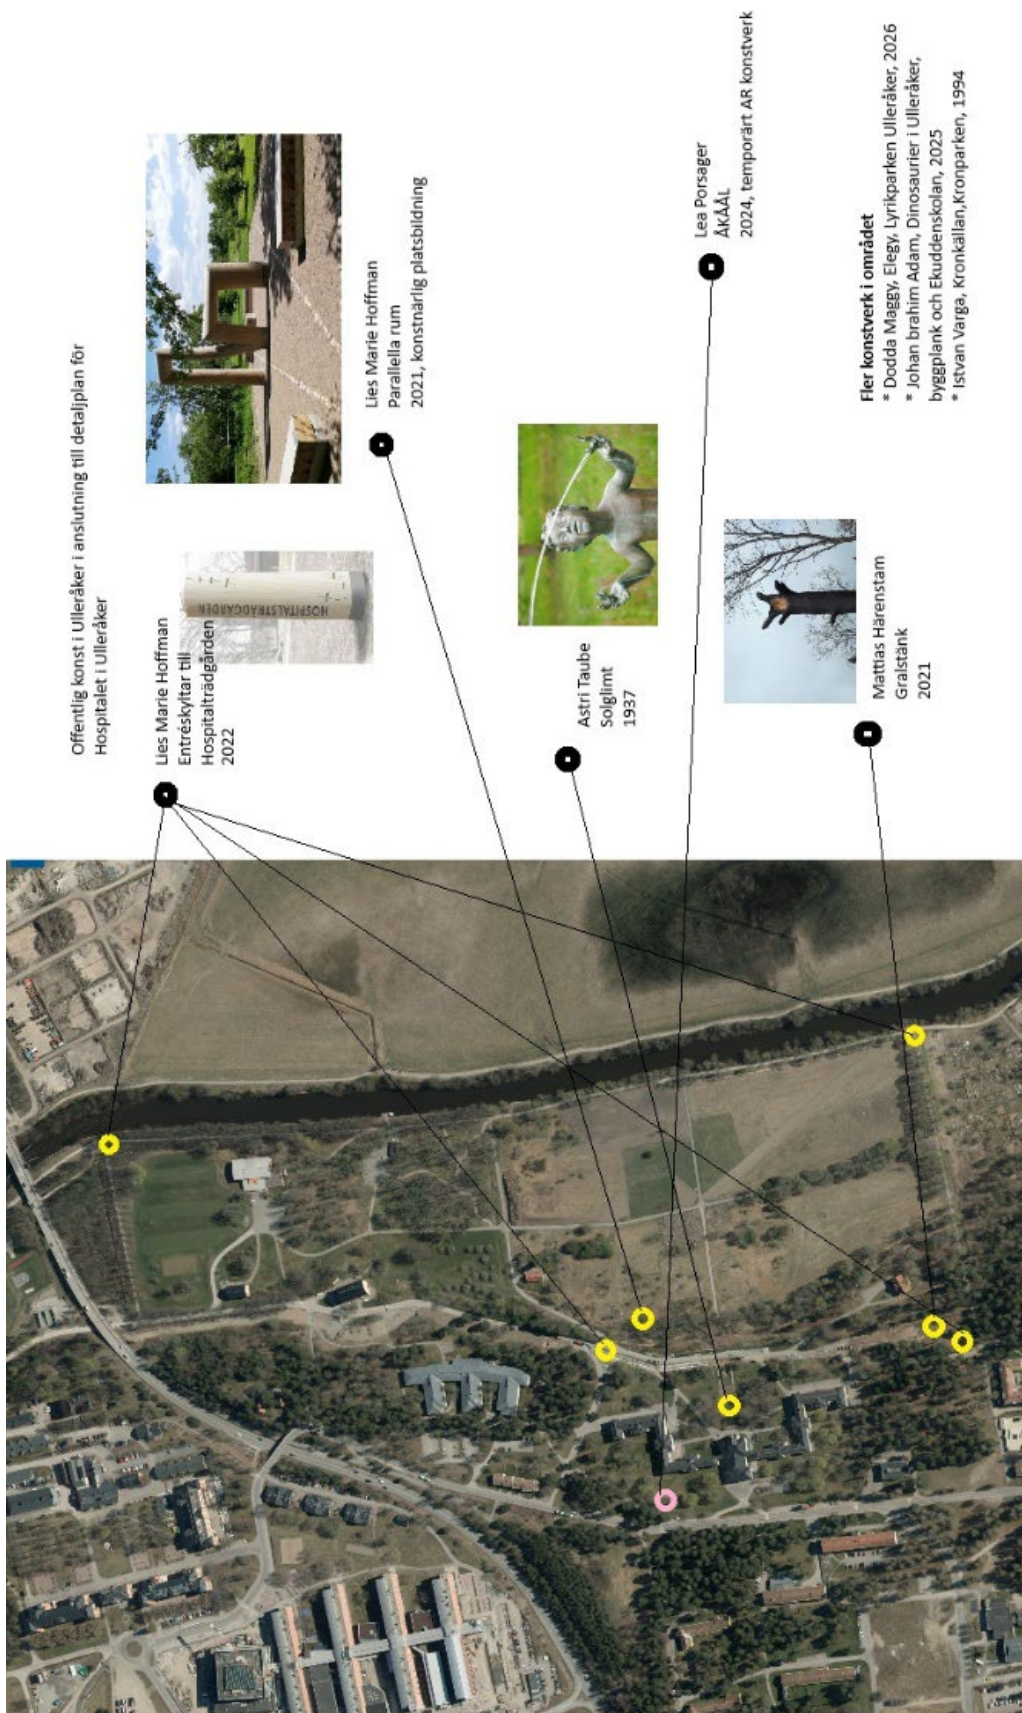 Offentlig konst i Ulleråker i anslutning till detaljplan för
Hospitalet i Ulleråker
Lies Marie Hoffman
Entréskyltar till
Hospitalträdgården
2022
HOSPITALSTRÄDGÅRDEN
Lies Marie Hoffman
Parallella rum
2021, konstnärlig platsbildning
Astri Taube
Solglimt
1937
Lea Porsager
ÅKÅÅL
2024, temporärt AR konstverk
Mattias Härenstam
Gralstänk
2021
Fler konstverk i området
* Dodda Maggy, Elegy, Lyrikparken Ulleråker, 2026
* Johan brahim Adam, Dinosaurier i Ulleråker,
byggplank och Ekuddenskolan, 2025
* Istvan Varga, Kronkällan,Kronparken, 1994